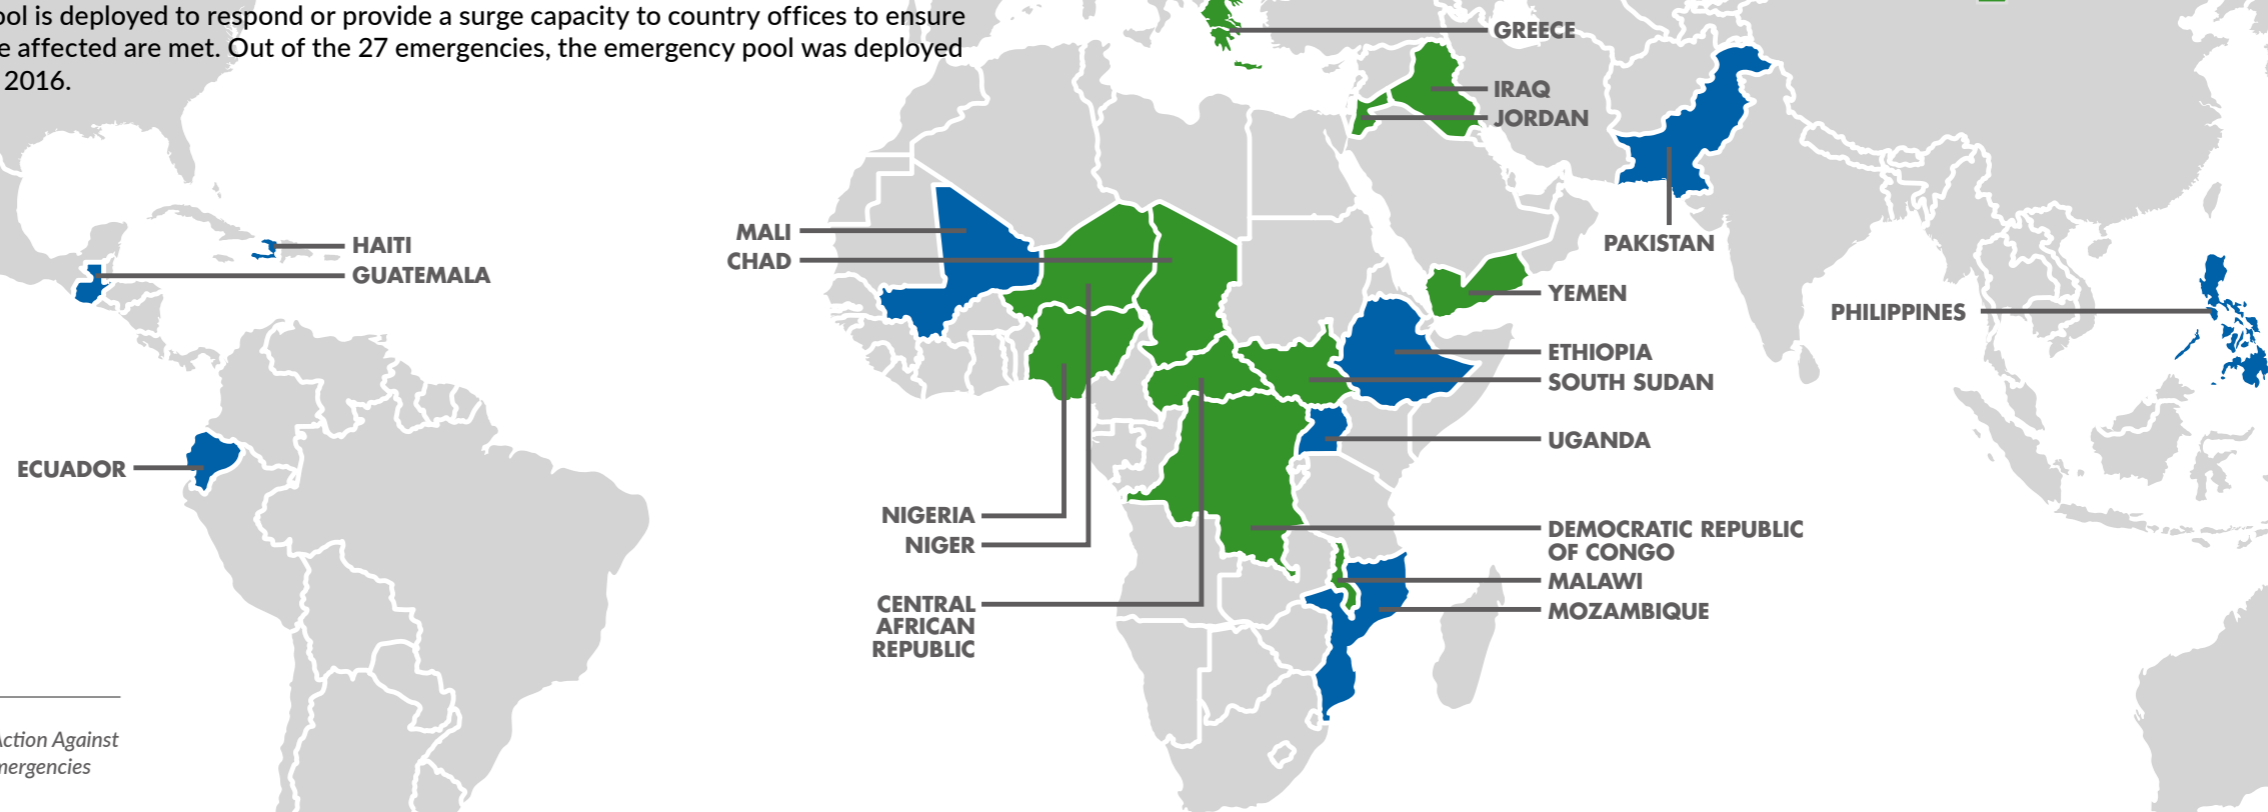 ool is deployed to respond or provide a surge capacity to country offices to ensure
e affected are met. Out of the 27 emergencies, the emergency pool was deployed
2016.
GREECE
IRAQ
JORDAN
PAKISTAN
HAITI
GUATEMALA
MALI
CHAD
YEMEN
PHILIPPINES
ETHIOPIA
SOUTH SUDAN
UGANDA
ECUADOR
NIGERIA
NIGER
DEMOCRATIC REPUBLIC
OF CONGO
MALAWI
MOZAMBIQUE
CENTRAL
AFRICAN
REPUBLIC
Action Against
mergencies